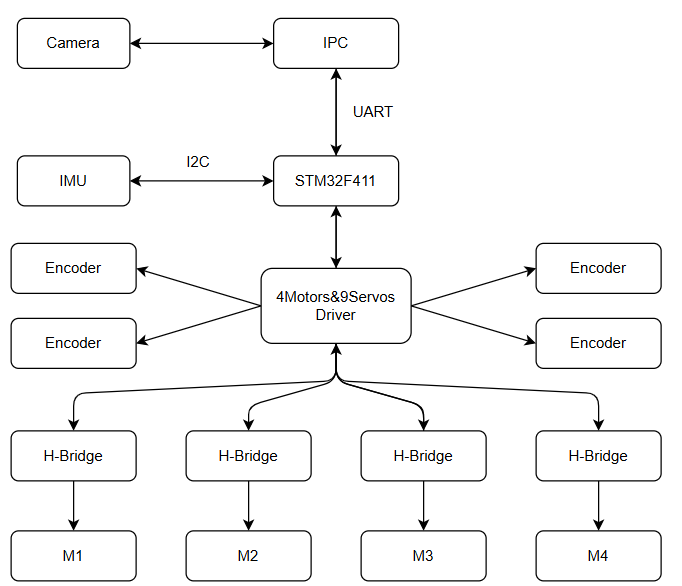 Camera
IPC
UART
I2C
IMU
STM32F411
Encoder
Encoder
4Motors&9Servos
Driver
Encoder
Encoder
H-Bridge
H-Bridge
H-Bridge
H-Bridge
M1
M2
M3
M4